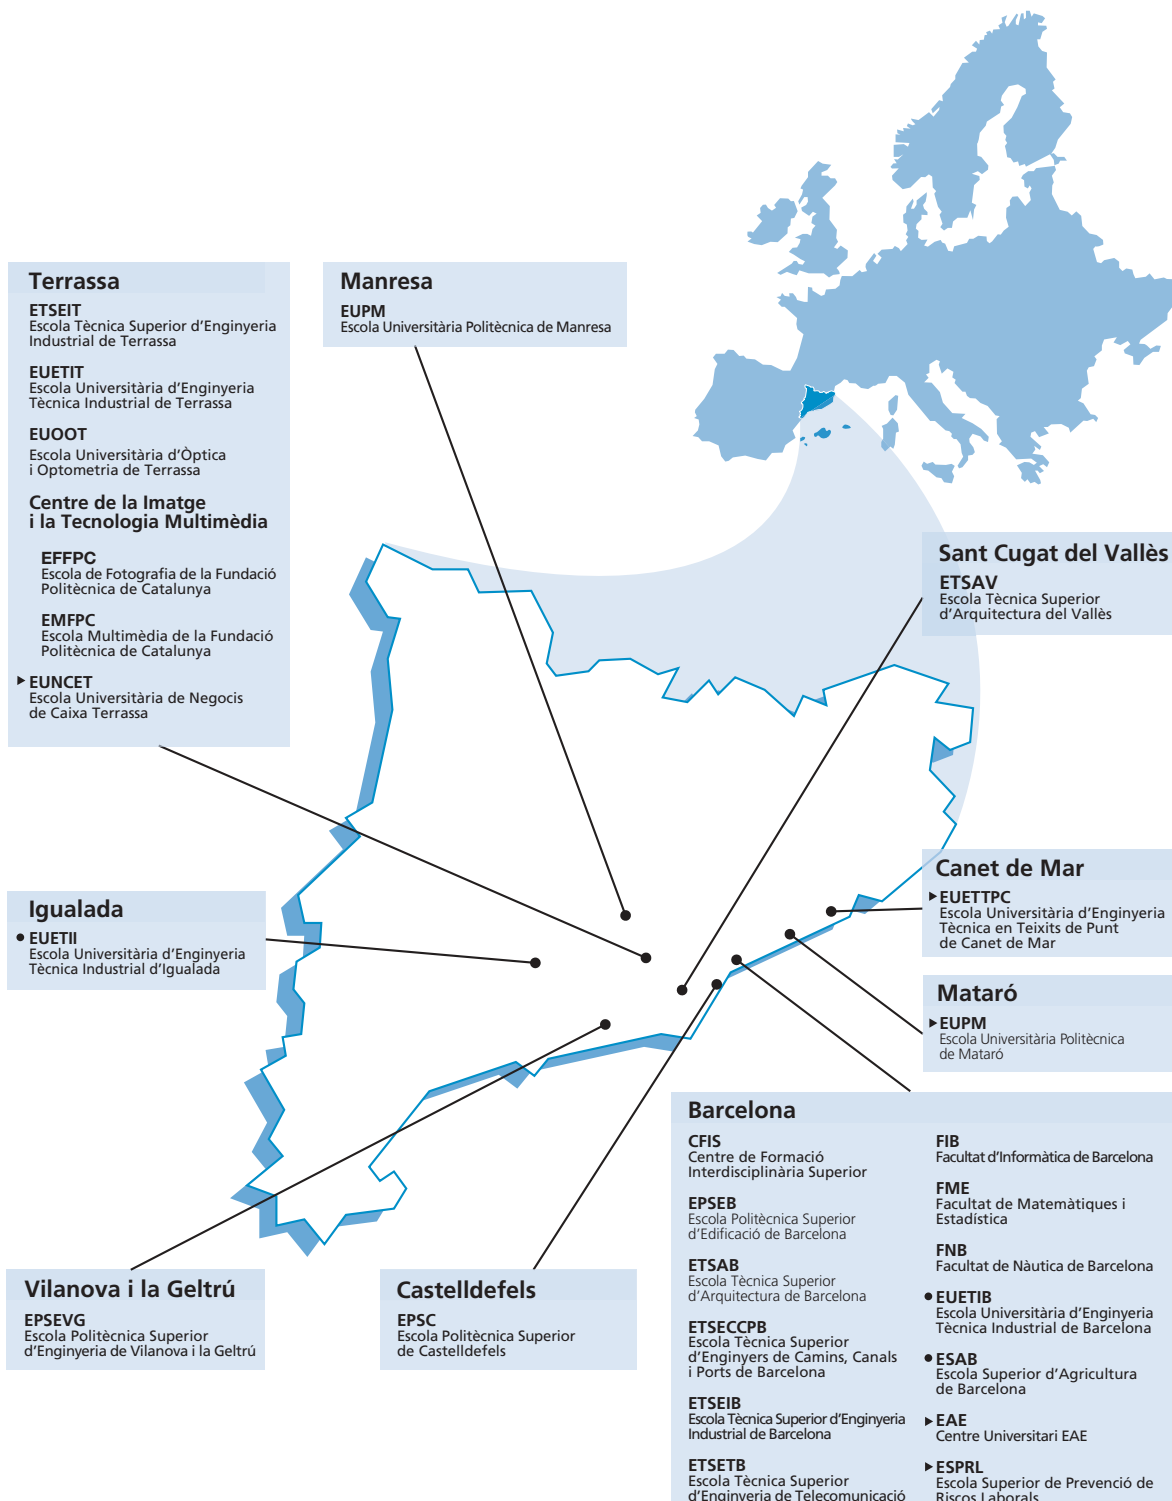 Terrassa
ETSEIT
Escola Tècnica Superior d'Enginyeria
Industrial de Terrassa
EUETIT
Escola Universitària d'Enginyeria
Tècnica Industrial de Terrassa
EUOOT
Escola Universitària d'Òptica
i Optometria de Terrassa
Centre de la Imatge
i la Tecnologia Multimèdia
EFFPC
Escola de Fotografia de la Fundació
Politècnica de Catalunya
EMFPC
Escola Multimèdia de la Fundació
Politècnica de Catalunya
▶ EUNCET
Escola Universitària de Negocis
de Caixa Terrassa
Manresa
EUPM
Escola Universitària Politècnica de Manresa
Sant Cugat del Vallès
ETSAV
Escola Tècnica Superior
d'Arquitectura del Vallès
Igualada
• EUETII
Escola Universitària d'Enginyeria
Tècnica Industrial d'Igualada
Canet de Mar
▶ EUETTPC
Escola Universitària d'Enginyeria
Tècnica en Teixits de Punt
de Canet de Mar
Mataró
▶ EUPM
Escola Universitària Politècnica
de Mataró
Vilanova i la Geltrú
EPSEVG
Escola Politècnica Superior
d'Enginyeria de Vilanova i la Geltrú
Castelldefels
EPSC
Escola Politècnica Superior
de Castelldefels
Barcelona
CFIS
Centre de Formació
Interdisciplinària Superior
EPSEB
Escola Politècnica Superior
d'Edificació de Barcelona
ETSAB
Escola Tècnica Superior
d'Arquitectura de Barcelona
ETSECCPB
Escola Tècnica Superior
d'Enginyers de Camins, Canals
i Ports de Barcelona
ETSEIB
Escola Tècnica Superior d'Enginyeria
Industrial de Barcelona
ETSETB
Escola Tècnica Superior
d'Enginyeria de Telecomunicació
FIB
Facultat d'Informàtica de Barcelona
FME
Facultat de Matemàtiques i
Estadística
FNB
Facultat de Nàutica de Barcelona
• EUETIB
Escola Universitària d'Enginyeria
Tècnica Industrial de Barcelona
• ESAB
Escola Superior d'Agricultura
de Barcelona
▶ EAE
Centre Universitari EAE
▶ ESPRL
Escola Superior de Prevenció de
Riscos Laborals